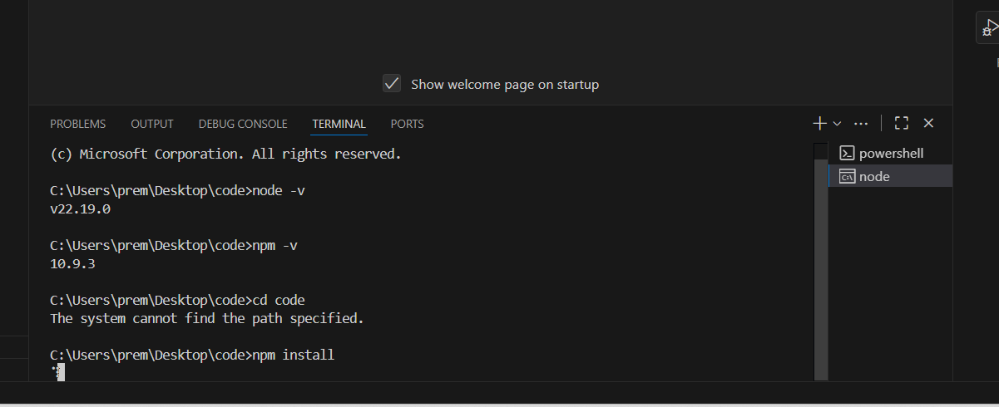 Show welcome page on startup
PROBLEMS OUTPUT DEBUG CONSOLE TERMINAL PORTS
(c) Microsoft Corporation. All rights reserved.
C:\Users\prem\Desktop\code>node -v
v22.19.0
C:\Users\prem\Desktop\code>npm -v
10.9.3
C:\Users\prem\Desktop\code>cd code
The system cannot find the path specified.
C:\Users\prem\Desktop\code>npm install
powershell
node